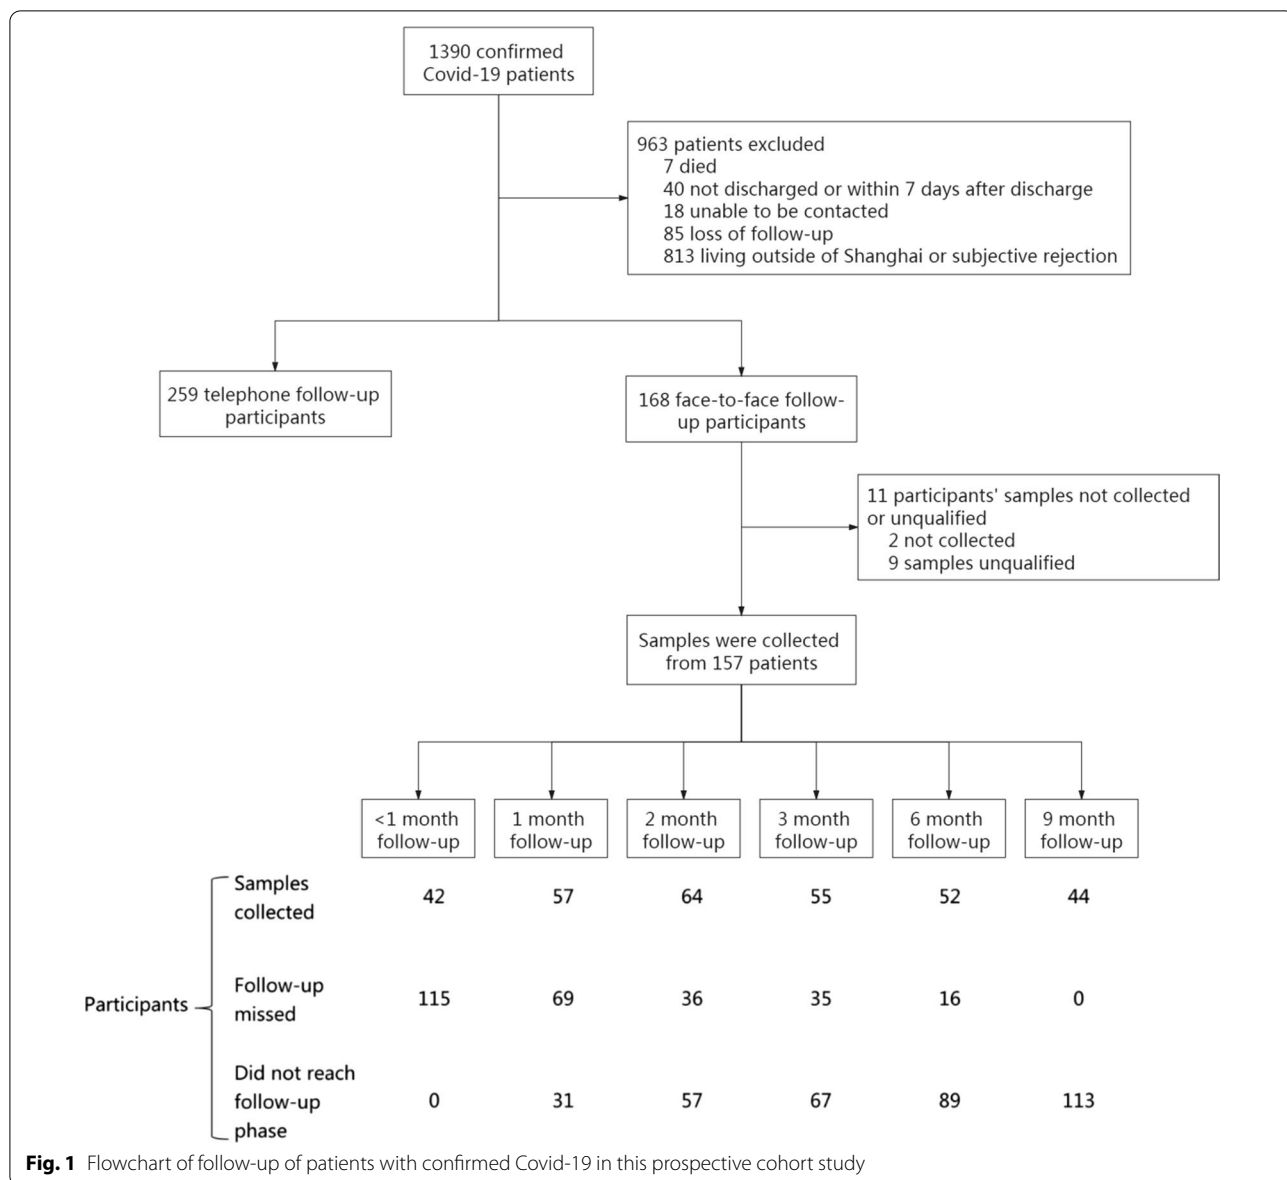 1390 confirmed
Covid-19 patients
963 patients excluded
7 died
40 not discharged or within 7 days after discharge
18 unable to be contacted
85 loss of follow-up
813 living outside of Shanghai or subjective rejection
259 telephone follow-up
participants
168 face-to-face follow-
up participants
11 participants' samples not collected
or unqualified
2 not collected
9 samples unqualified
Samples were collected
from 157 patients
<1 month
follow-up
1 month
follow-up
2 month
follow-up
3 month
follow-up
6 month
follow-up
9 month
follow-up
Participants
Samples
collected
42 57 64 55 52 44
Follow-up
missed
115 69 36 35 16 0
Did not reach
follow-up
phase
0 31 57 67 89 113
Fig. 1 Flowchart of follow-up of patients with confirmed Covid-19 in this prospective cohort study